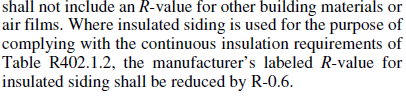 shall not include an R-value for other building materials or
air films. Where insulated siding is used for the purpose of
complying with the continuous insulation requirements of
Table R402.1.2, the manufacturer's labeled R-value for
insulated siding shall be reduced by R-0.6.